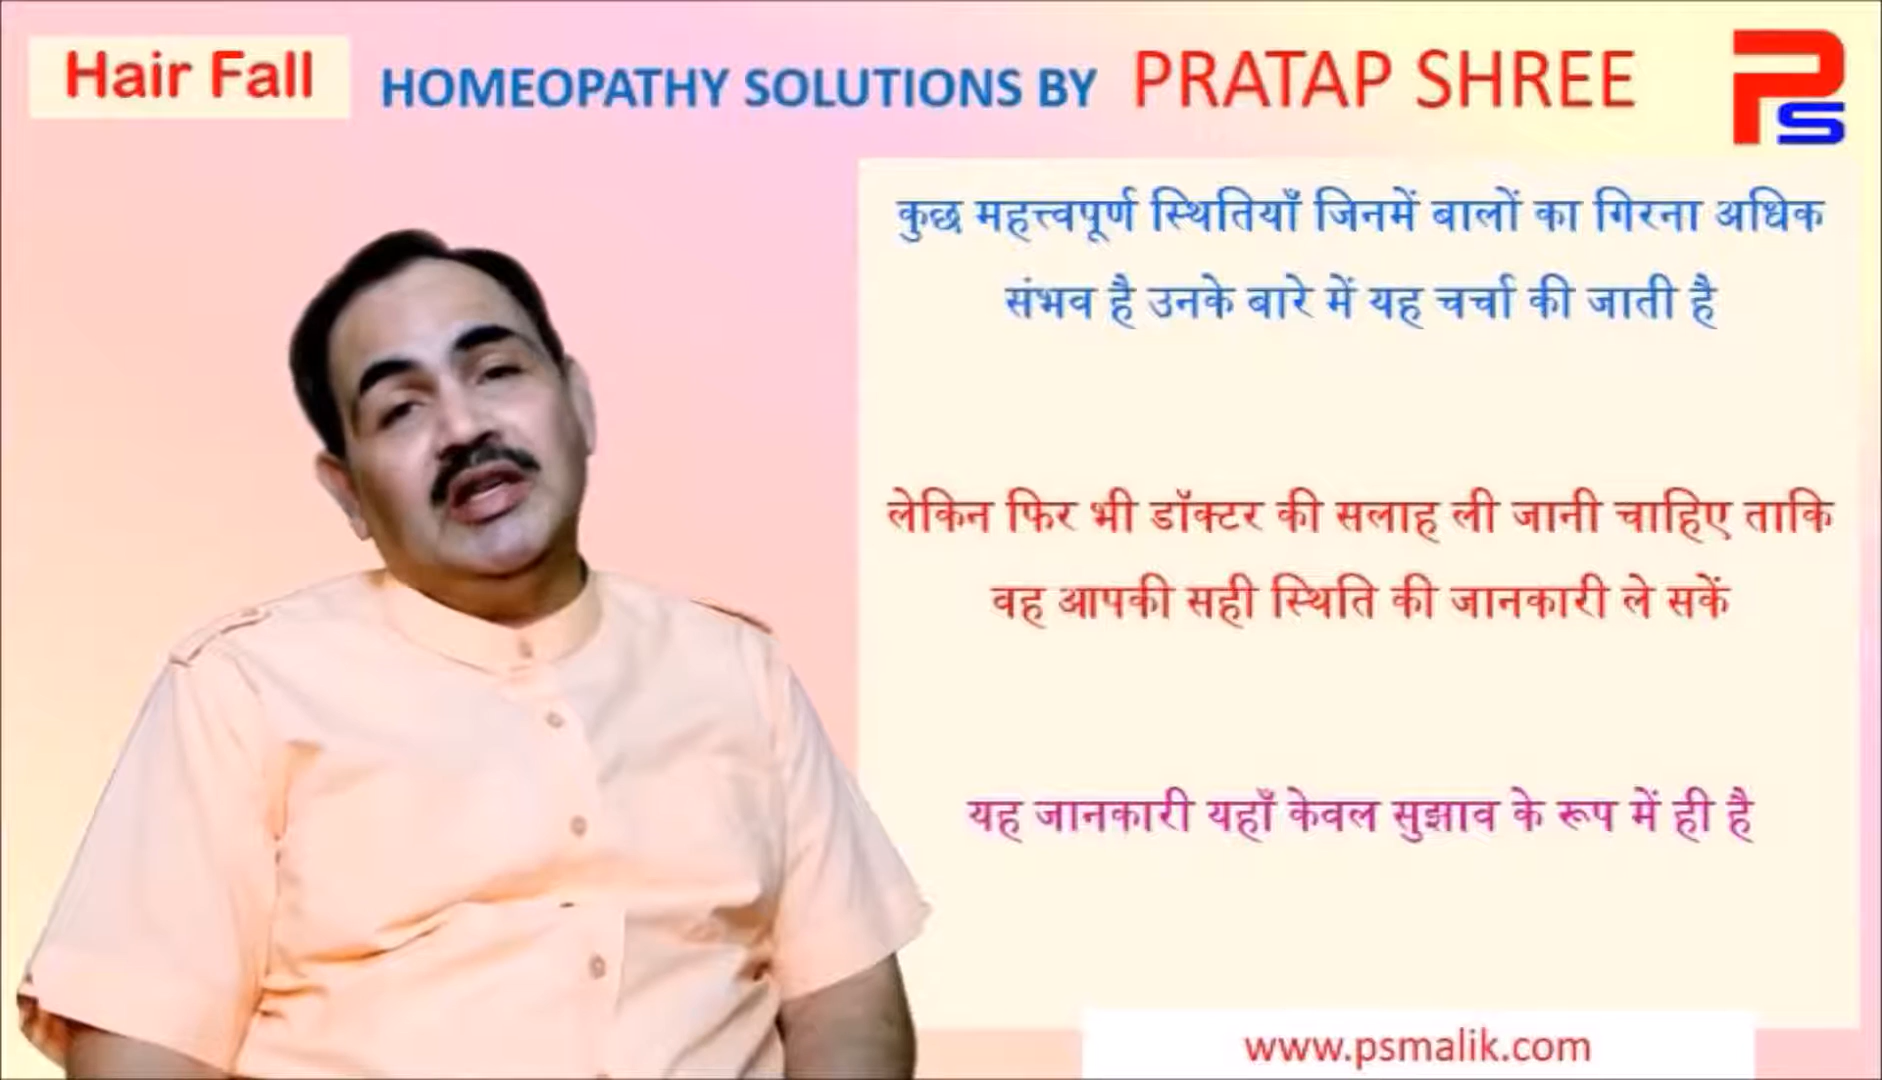 Hair Fall
HOMEOPATHY SOLUTIONS BY PRATAP SHREE
PS
कुछ महत्त्वपूर्ण स्थितियाँ जिनमें बालों का गिरना अधिक
संभव है उनके बारे में यह चर्चा की जाती है
लेकिन फिर भी डॉक्टर की सलाह ली जानी चाहिए ताकि
वह आपकी सही स्थिति की जानकारी ले सकें
यह जानकारी यहाँ केवल सुझाव के रूप में ही है
www.psmalik.com